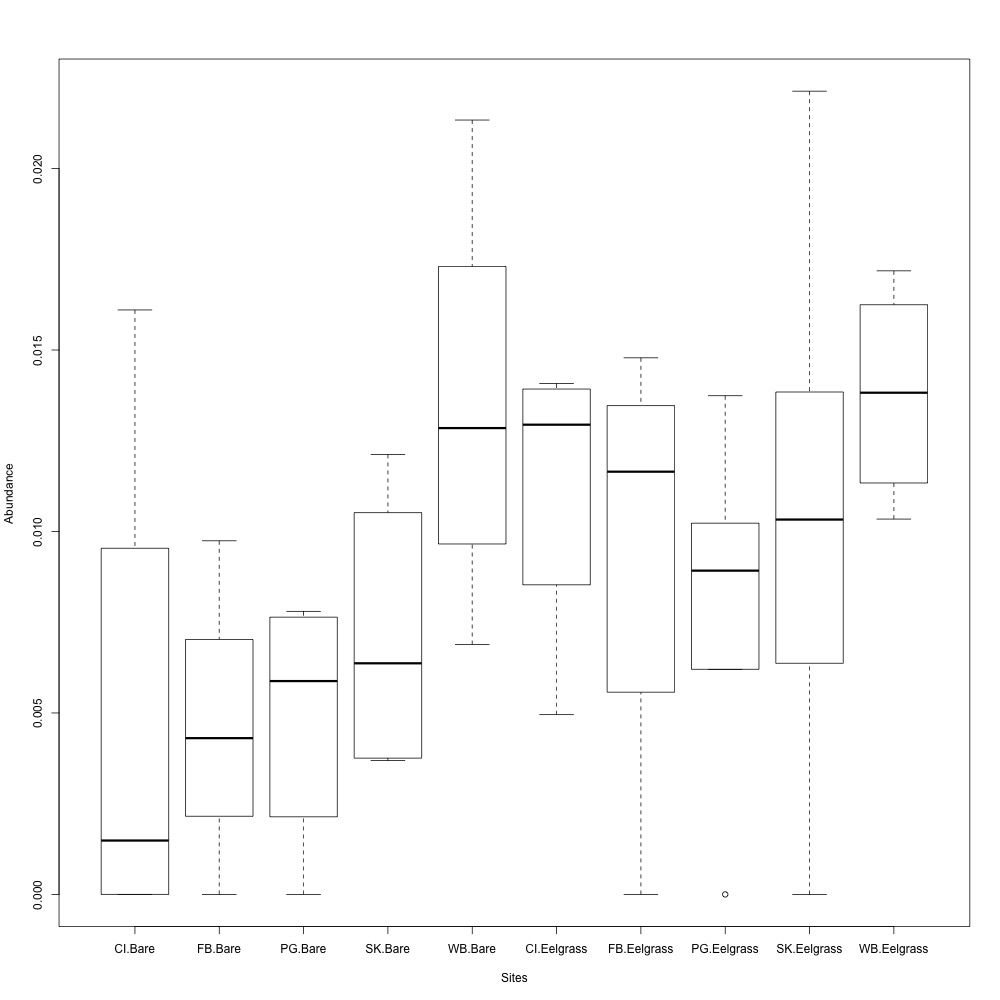 Abundance
0.020
0.015
0.010
0.005
0.000
CI.Bare FB.Bare PG.Bare SK.Bare WB.Bare CI.Eelgrass FB.Eelgrass PG.Eelgrass SK.Eelgrass WB.Eelgrass
Sites